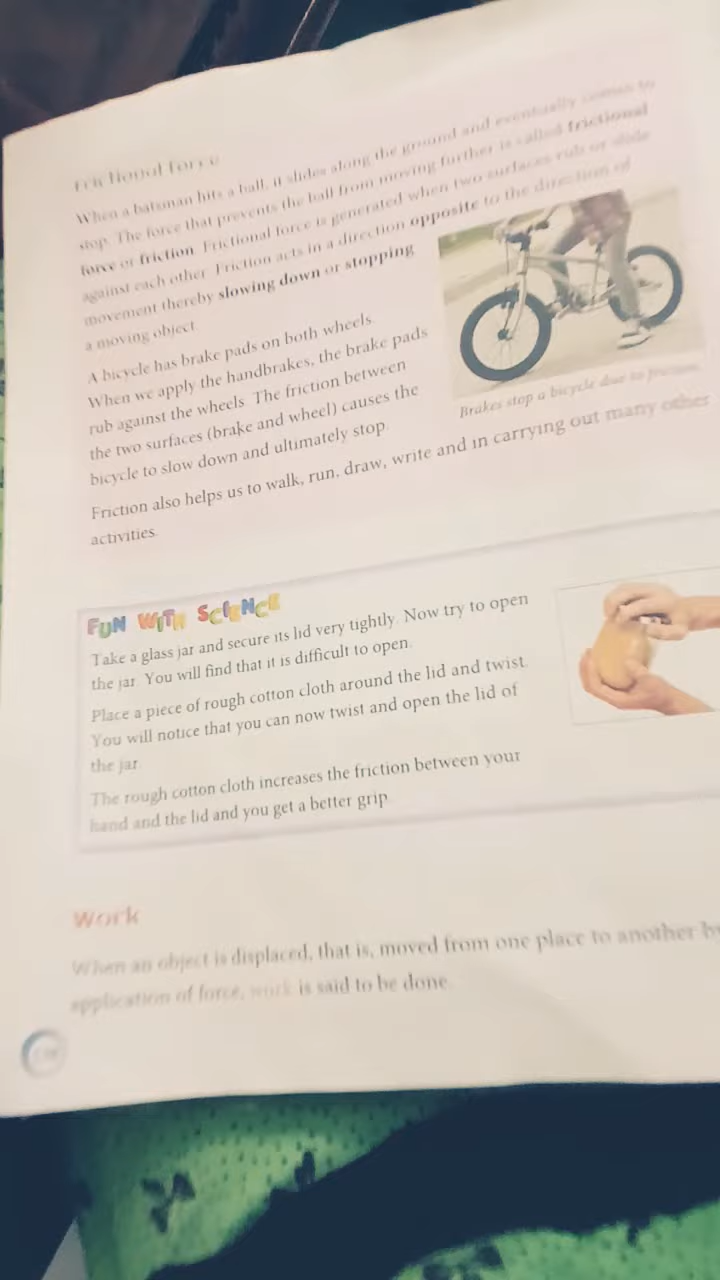 Frictional force
When a batsman hits a ball, it slides along the ground and eventually comes to
stop. The force that prevents the ball from moving further is called frictional
force or friction. Frictional force is generated when two surfaces rub or slide
against each other. Friction acts in a direction opposite to the direction of
movement thereby slowing down or stopping
a moving object.
A bicycle has brake pads on both wheels.
When we apply the handbrakes, the brake pads
rub against the wheels. The friction between
the two surfaces (brake and wheel) causes the
bicycle to slow down and ultimately stop.
Brakes stop a bicycle due to friction.
Friction also helps us to walk, run, draw, write and in carrying out many other
activities.
FUN WITH SCIENCE
Take a glass jar and secure its lid very tightly. Now try to open
the jar. You will find that it is difficult to open.
Place a piece of rough cotton cloth around the lid and twist.
You will notice that you can now twist and open the lid of
the jar.
The rough cotton cloth increases the friction between your
hand and the lid and you get a better grip.
Work
When an object is displaced, that is, moved from one place to another by
application of force, work is said to be done.